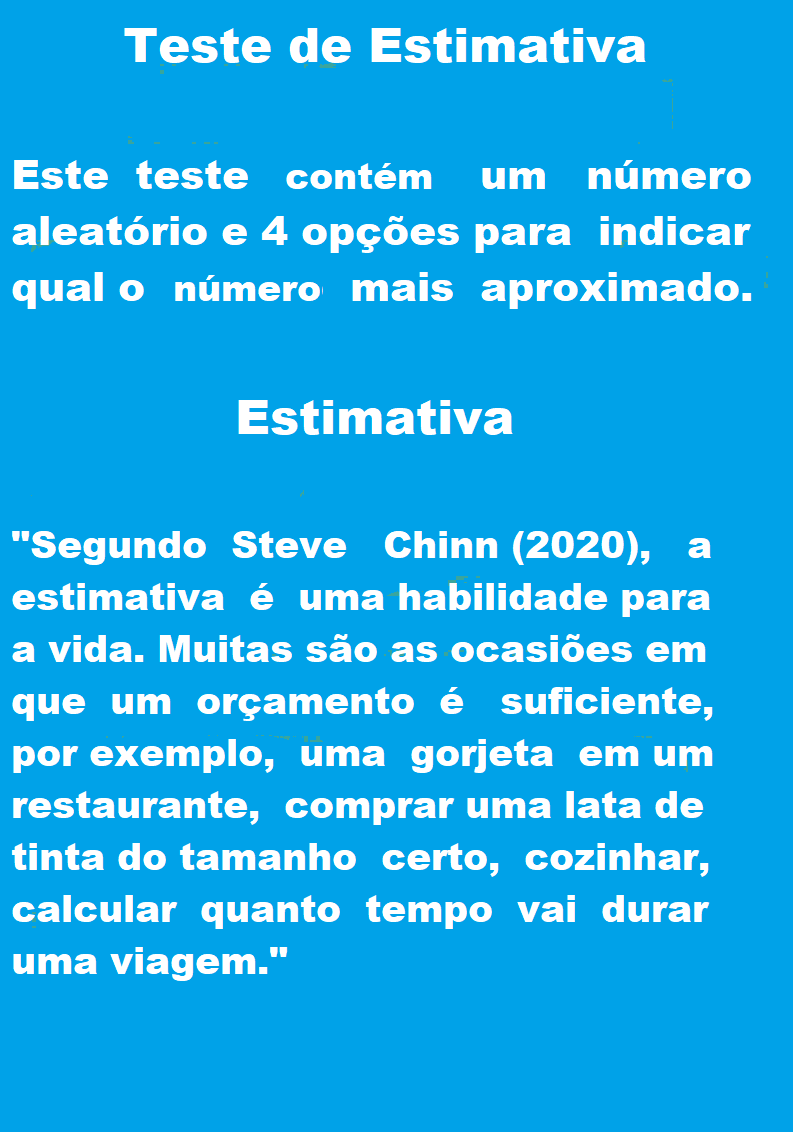 Teste de Estimativa
Este teste contém um número
aleatório e 4 opções para indicar
qual o número mais aproximado.
Estimativa
"Segundo Steve Chinn (2020), a
estimativa é uma habilidade para
a vida. Muitas são as ocasiões em
que um orçamento é suficiente,
por exemplo, uma gorjeta em um
restaurante, comprar uma lata de
tinta do tamanho certo, cozinhar,
calcular quanto tempo vai durar
uma viagem."